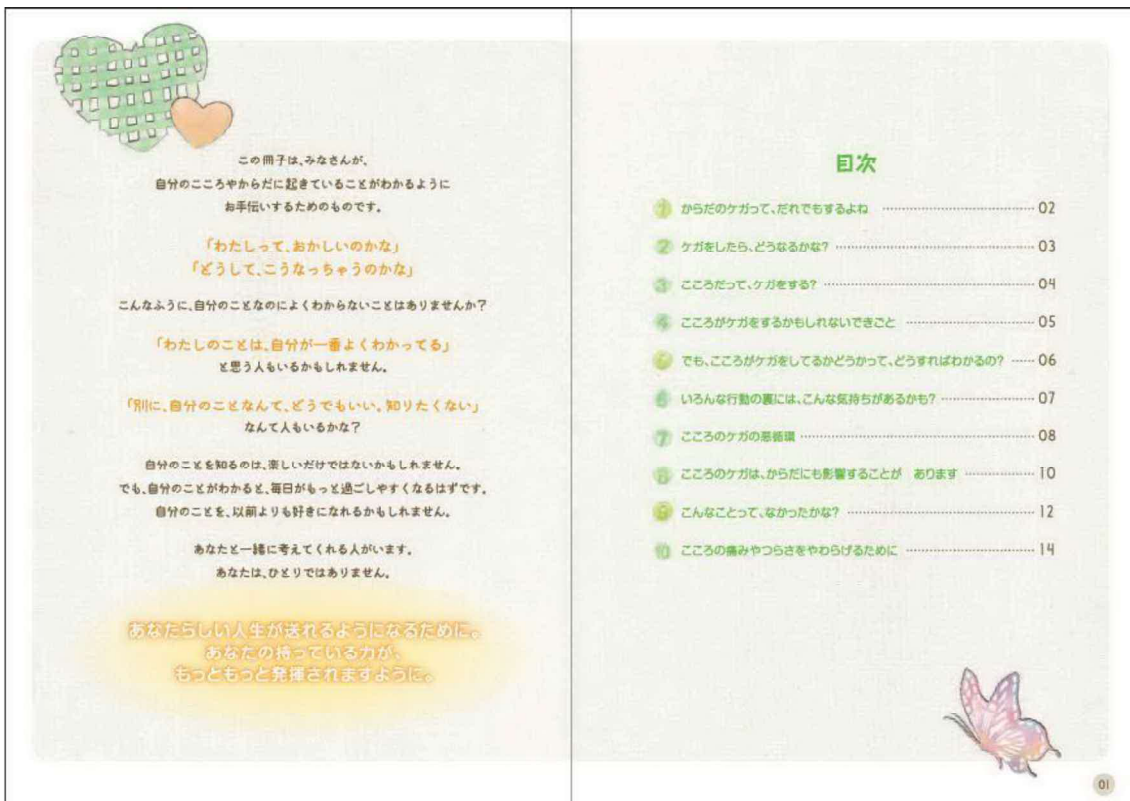 この冊子は、みなさんが、
自分のこころやからだに起きていることがわかるように
お手伝いするためのものです。
「わたしって、おかしいのかな」
「どうして、こうなっちゃうのかな」
こんなふうに、自分のことなのによくわからないことはありませんか?
「わたしのことは、自分が一番よくわかってる」
と思う人もいるかもしれません。
「別に、自分のことなんて、どうでもいい。知りたくない」
なんて人もいるかな?
自分のことを知るのは、楽しいだけではないかもしれません。
でも、自分のことがわかると、毎日がもっと過ごしやすくなるはずです。
自分のことを、以前よりも好きになれるかもしれません。
あなたと一緒に考えてくれる人がいます。
あなたは、ひとりではありません。
あなたらしい人生が送れるようになるために。
あなたの持っている力が、
もっともっと発揮されますように。
目次
1 からだのケガって、だれでもするよね  02
2 ケガをしたら、どうなるかな? 03
3 こころだって、ケガをする? 04
4 こころがケガをするかもしれないできごと 05
5 でも、こころがケガをしてるかどうかって、どうすればわかるの? 06
6 いろんな行動の裏には、こんな気持ちがあるかも? 07
7 こころのケガの悪循環 08
8 こころのケガは、からだにも影響することが あります 10
9 こんなことって、なかったかな? 12
10 こころの痛みやつらさをやわらげるために 14
01